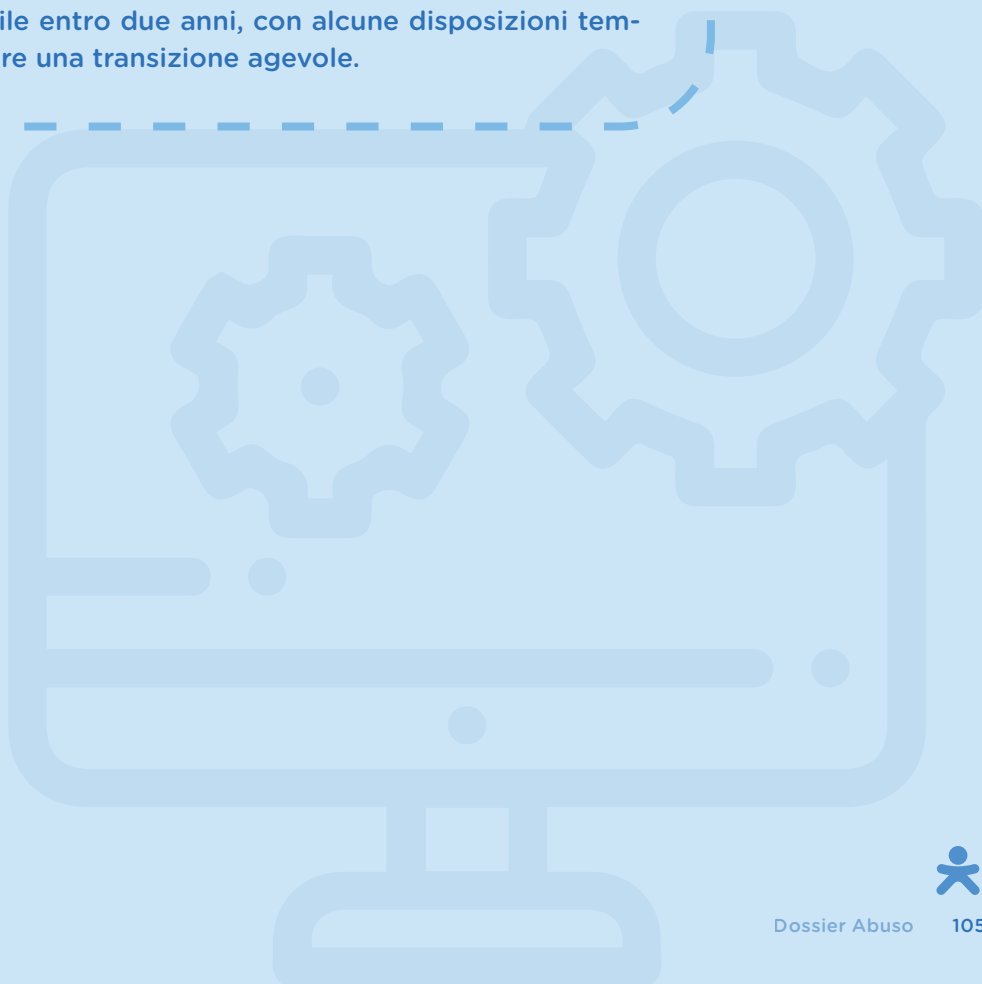 ile entro due anni, con alcune disposizioni tem-
re una transizione agevole.
Dossier Abuso 105